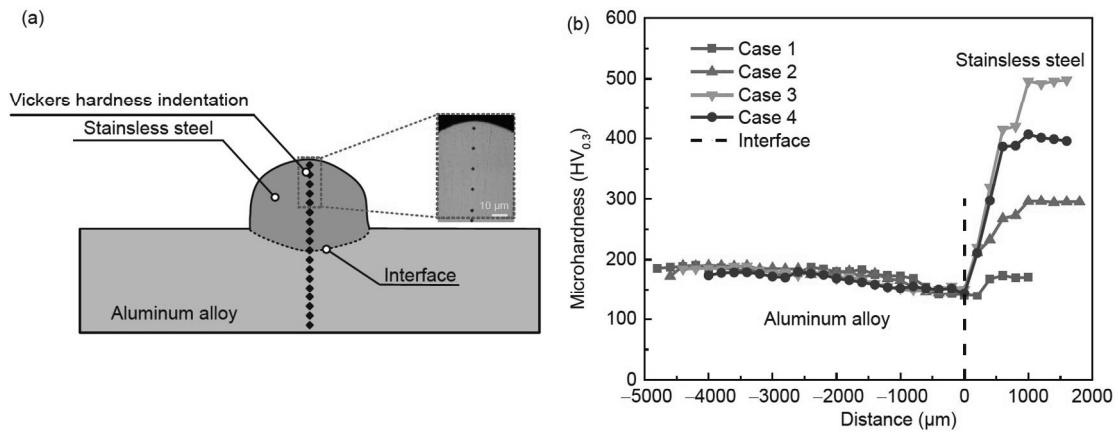 (a)
Vickers hardness indentation
Stainless steel
10 μm
Interface
Aluminum alloy
(b)
600
500
400
300
200
100
0
Microhardness (HV0.3)
Case 1
Case 2
Case 3
Case 4
Interface
Stainless steel
Aluminum alloy
–5000 –4000 –3000 –2000 –1000 0 1000 2000
Distance (μm)